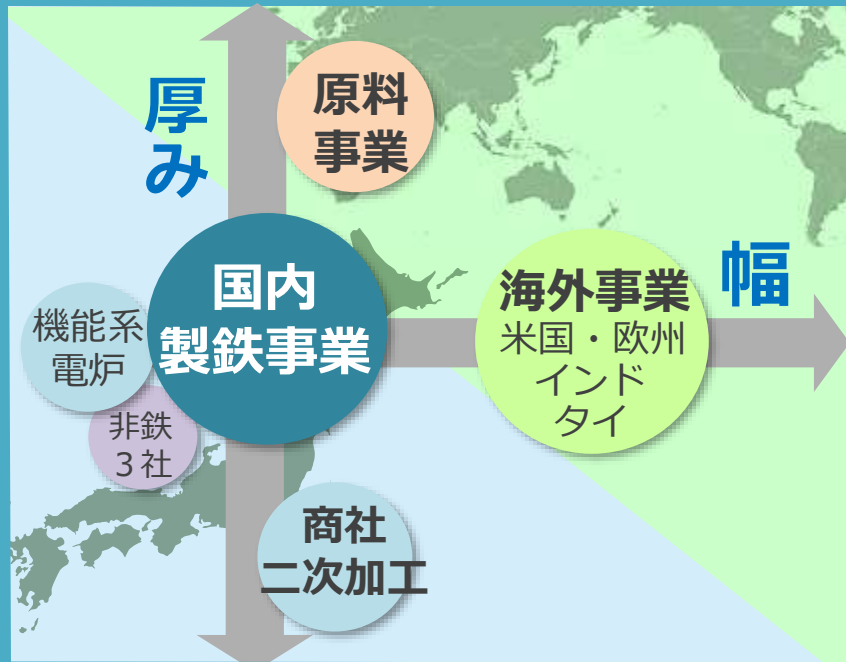 厚み
原料
事業
国内
製鉄事業
幅
海外事業
米国・欧州
インド
タイ
機能系
電炉
非鉄
３社
商社
二次加工